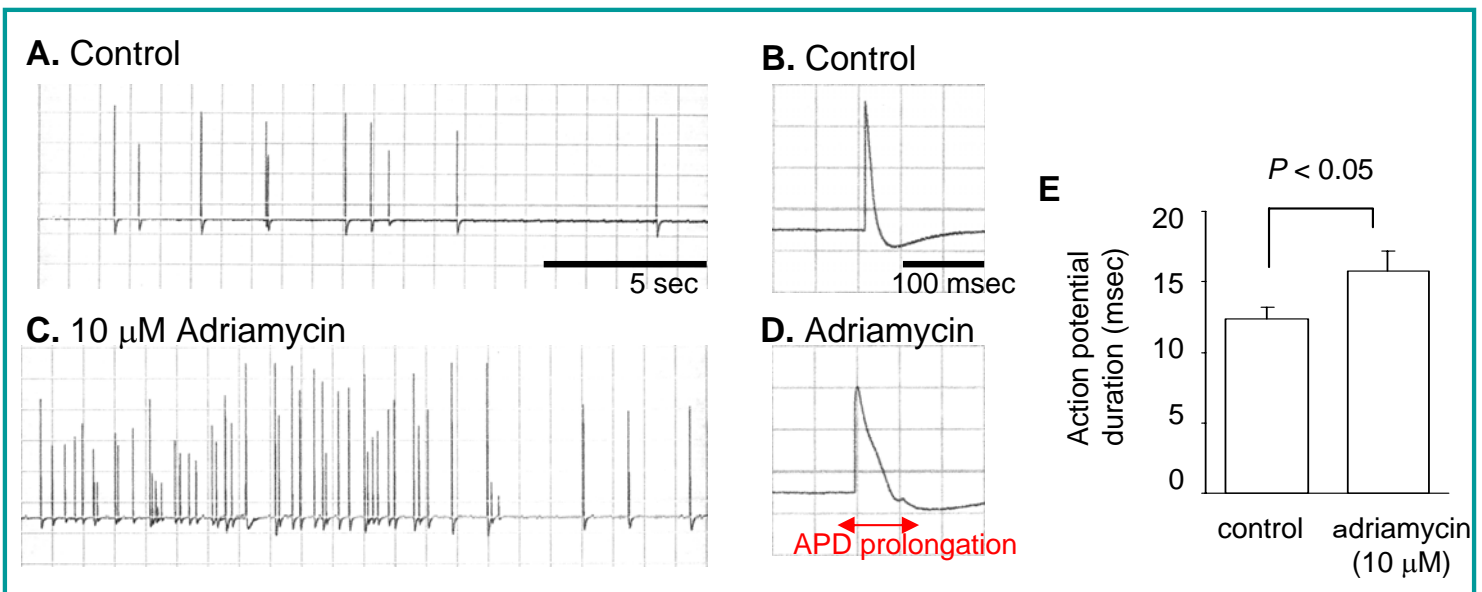 A. Control
5 sec
B. Control
100 msec
C. 10 μM Adriamycin
D. Adriamycin
APD prolongation
E
P < 0.05
Action potential
duration (msec)
20
15
10
5
0
control
adriamycin
(10 μM)